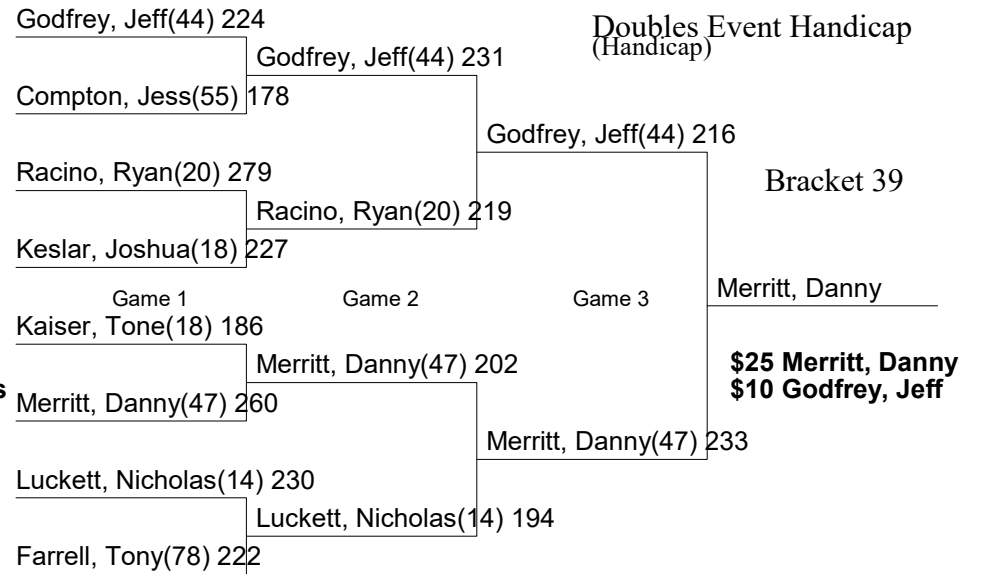 Godfrey, Jeff(44) 224
Doubles Event Handicap
(Handicap)
Godfrey, Jeff(44) 231
Compton, Jess(55) 178
Godfrey, Jeff(44) 216
Racino, Ryan(20) 279
Bracket 39
Racino, Ryan(20) 219
Keslar, Joshua(18) 227
Game 1
Game 2
Game 3
Merritt, Danny
Kaiser, Tone(18) 186
Merritt, Danny(47) 202
$25 Merritt, Danny
$10 Godfrey, Jeff
s
Merritt, Danny(47) 260
Merritt, Danny(47) 233
Luckett, Nicholas(14) 230
Luckett, Nicholas(14) 194
Farrell, Tony(78) 222